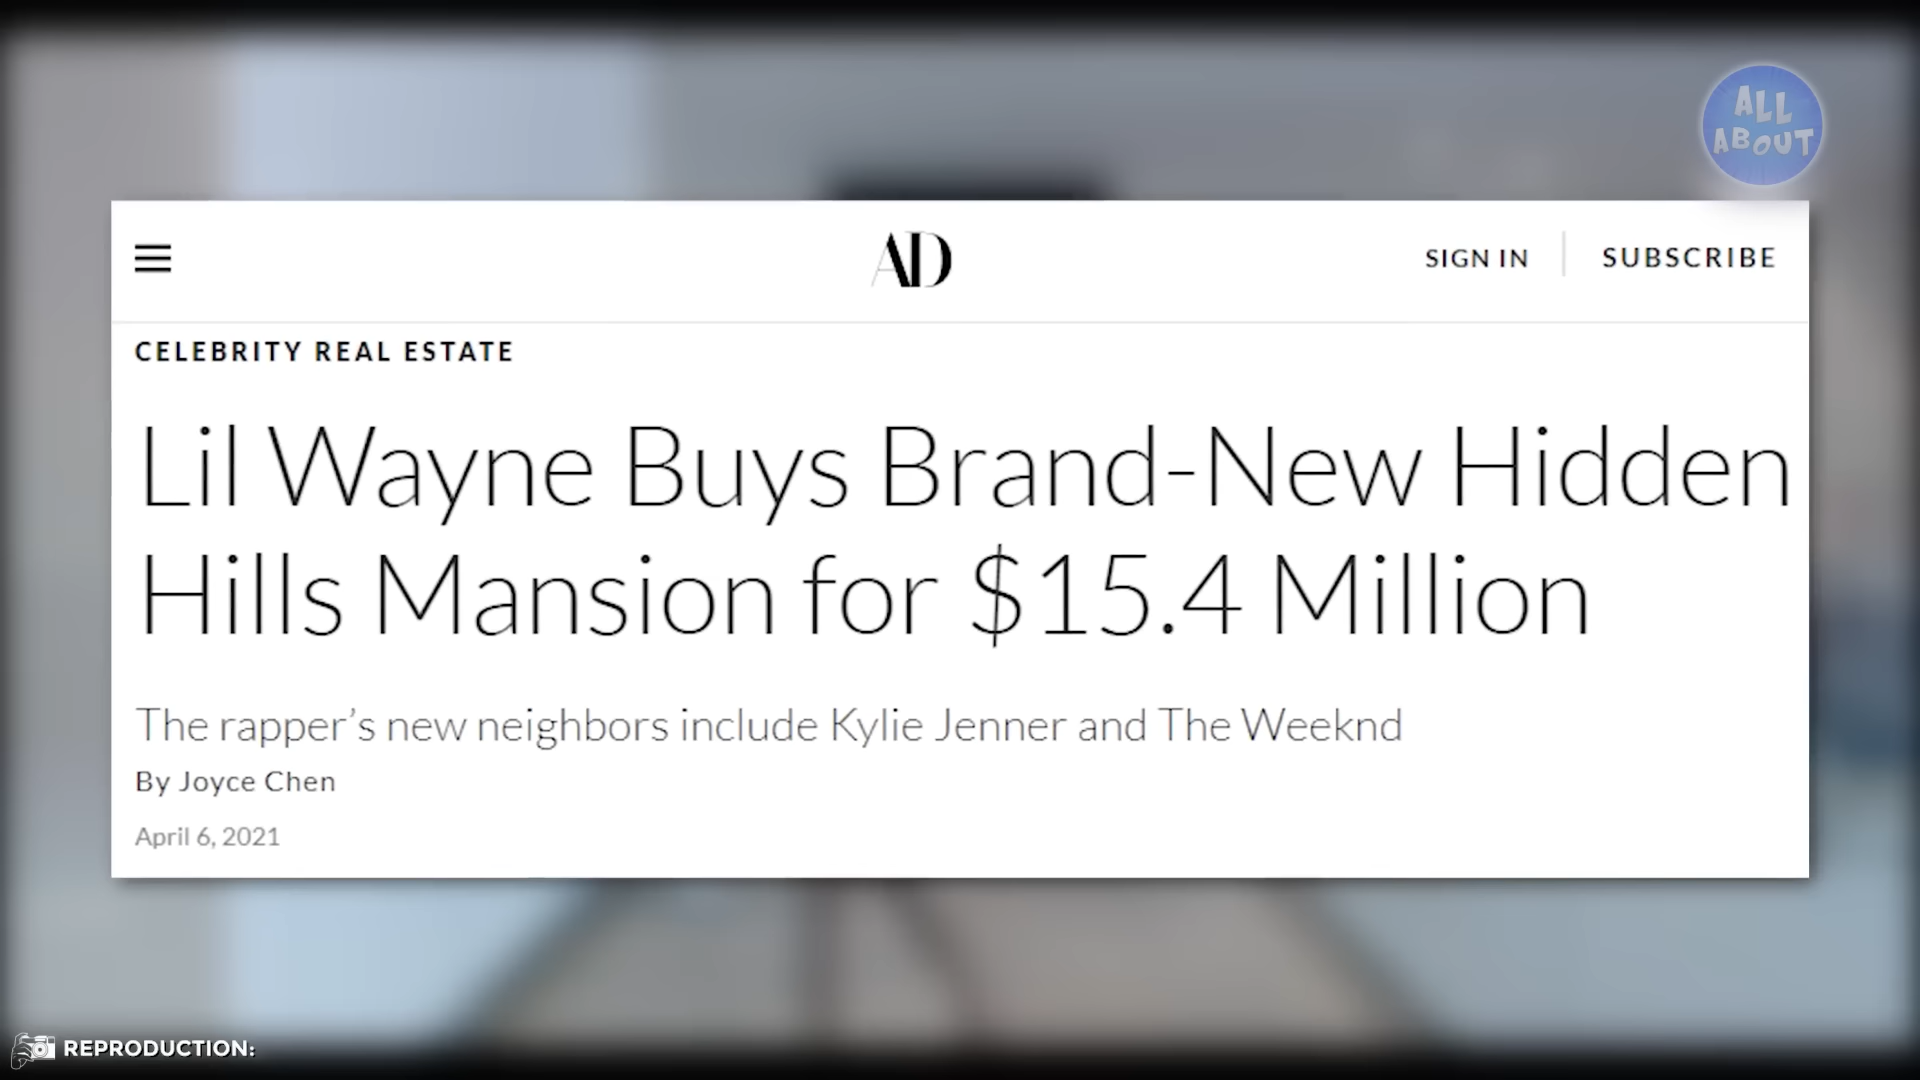 ALL
ABOUT
AD
SIGN IN
SUBSCRIBE
CELEBRITY REAL ESTATE
Lil Wayne Buys Brand-New Hidden
Hills Mansion for $15.4 Million
The rapper’s new neighbors include Kylie Jenner and The Weeknd
By Joyce Chen
April 6, 2021
REPRODUCTION: